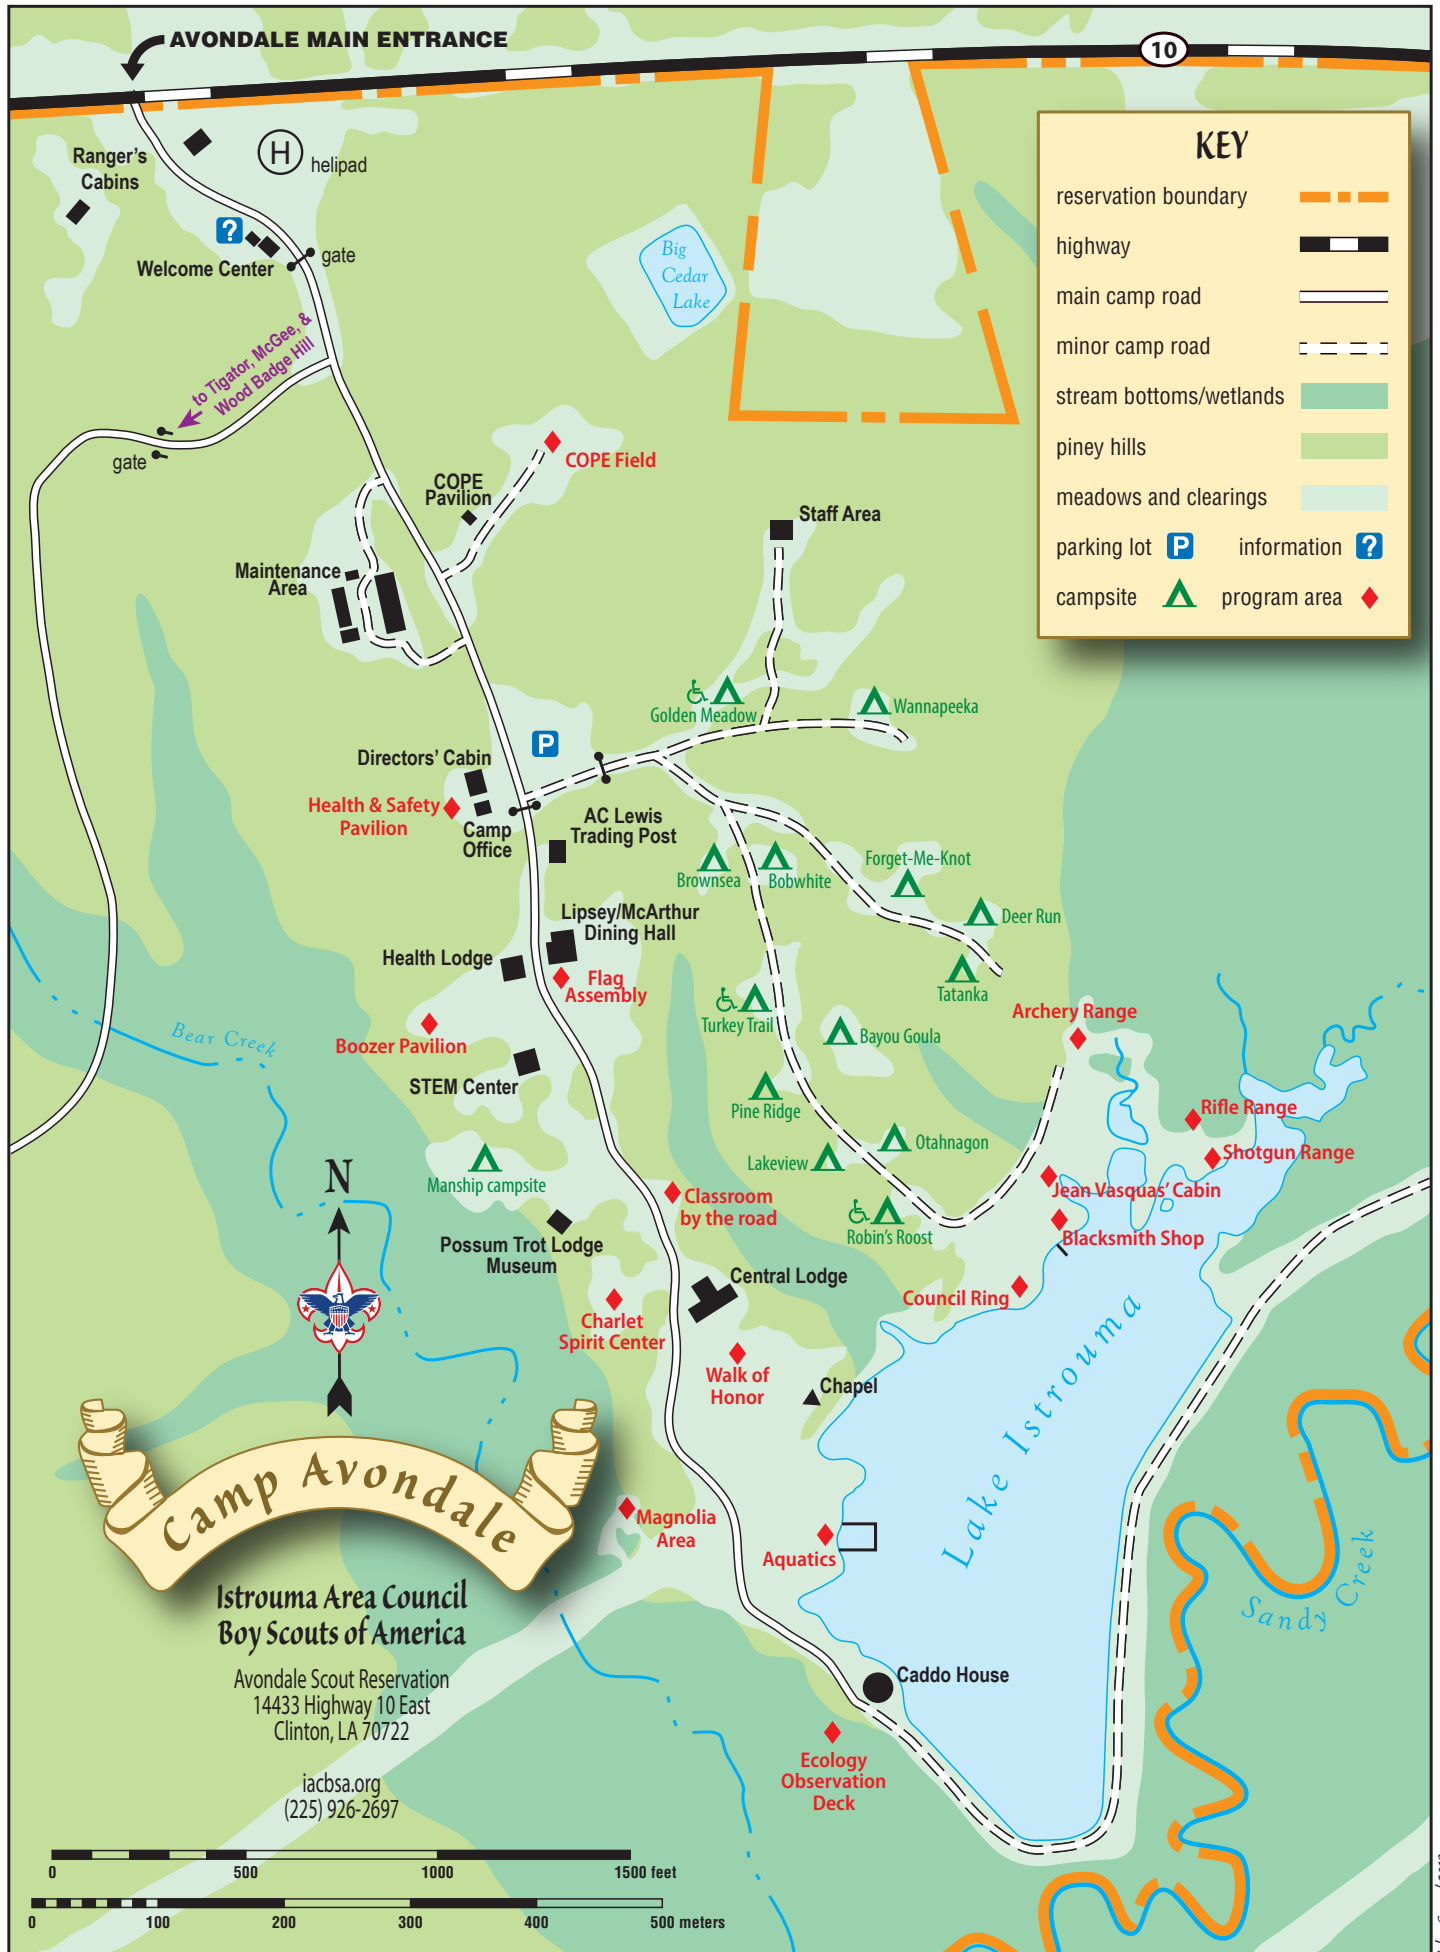 AVONDALE MAIN ENTRANCE
10
Ranger's
Cabins
H
helipad
?
Welcome Center
gate
to Tigator, McGee, &
Wood Badge Hill
gate
Big
Cedar
Lake
KEY
reservation boundary
highway
main camp road
minor camp road
stream bottoms/wetlands
piney hills
meadows and clearings
parking lot P information ?
campsite program area
COPE Field
COPE
Pavilion
Staff Area
Maintenance
Area
Golden Meadow
Wannapeeka
P
Directors' Cabin
Health & Safety
Pavilion
Camp
Office
AC Lewis
Trading Post
Brownsea
Bobwhite
Forget-Me-Knot
Deer Run
Tatanka
Lipsey/McArthur
Dining Hall
Health Lodge
Flag
Assembly
Turkey Trail
Bayou Goula
Archery Range
Bear Creek
Boozer Pavilion
STEM Center
Pine Ridge
Rifle Range
Otahnagon
Lakeview
Shotgun Range
Manship campsite
Jean Vasquas' Cabin
Classroom
by the road
Robin's Roost
Blacksmith Shop
N
Possum Trot Lodge
Museum
Central Lodge
Council Ring
Charlet
Spirit Center
Walk of
Honor
Chapel
Lake Istrouma
Camp Avondale
Magnolia
Area
Aquatics
Sandy Creek
Istrouma Area Council
Boy Scouts of America
Avondale Scout Reservation
14433 Highway 10 East
Clinton, LA 70722
iacbsa.org
(225) 926-2697
Caddo House
Ecology
Observation
Deck
0 500 1000 1500 feet
0 100 200 300 400 500 meters